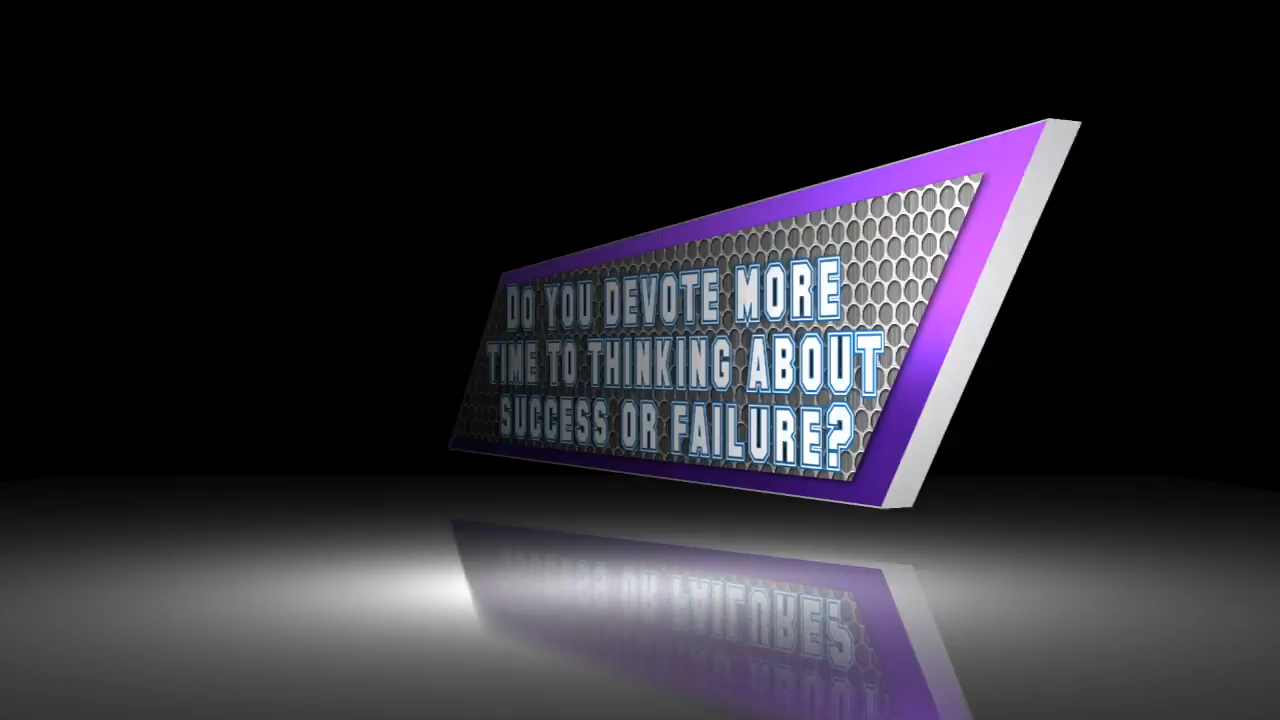 DO YOU DEVOTE MORE
TIME TO THINKING ABOUT
SUCCESS OR FAILURE?